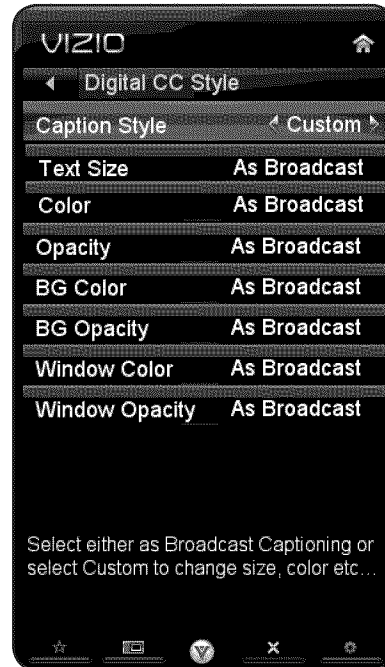 VIZIO
Digital CC Style
Caption Style Custom
Text Size As Broadcast
Color As Broadcast
Opacity As Broadcast
BG Color As Broadcast
BG Opacity As Broadcast
Window Color As Broadcast
Window Opacity As Broadcast
Select either as Broadcast Captioning or
select Custom to change size, color etc...
V